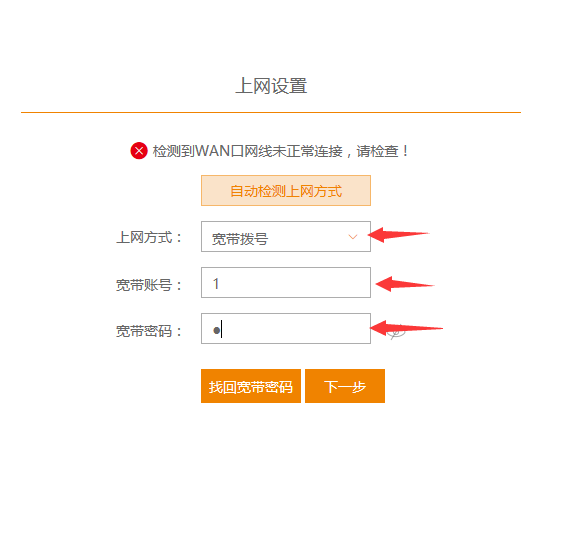 上网设置
检测到WAN口网线未正常连接，请检查！
自动检测上网方式
上网方式： 宽带拨号
宽带账号： 1
宽带密码： ●
找回宽带密码 下一步